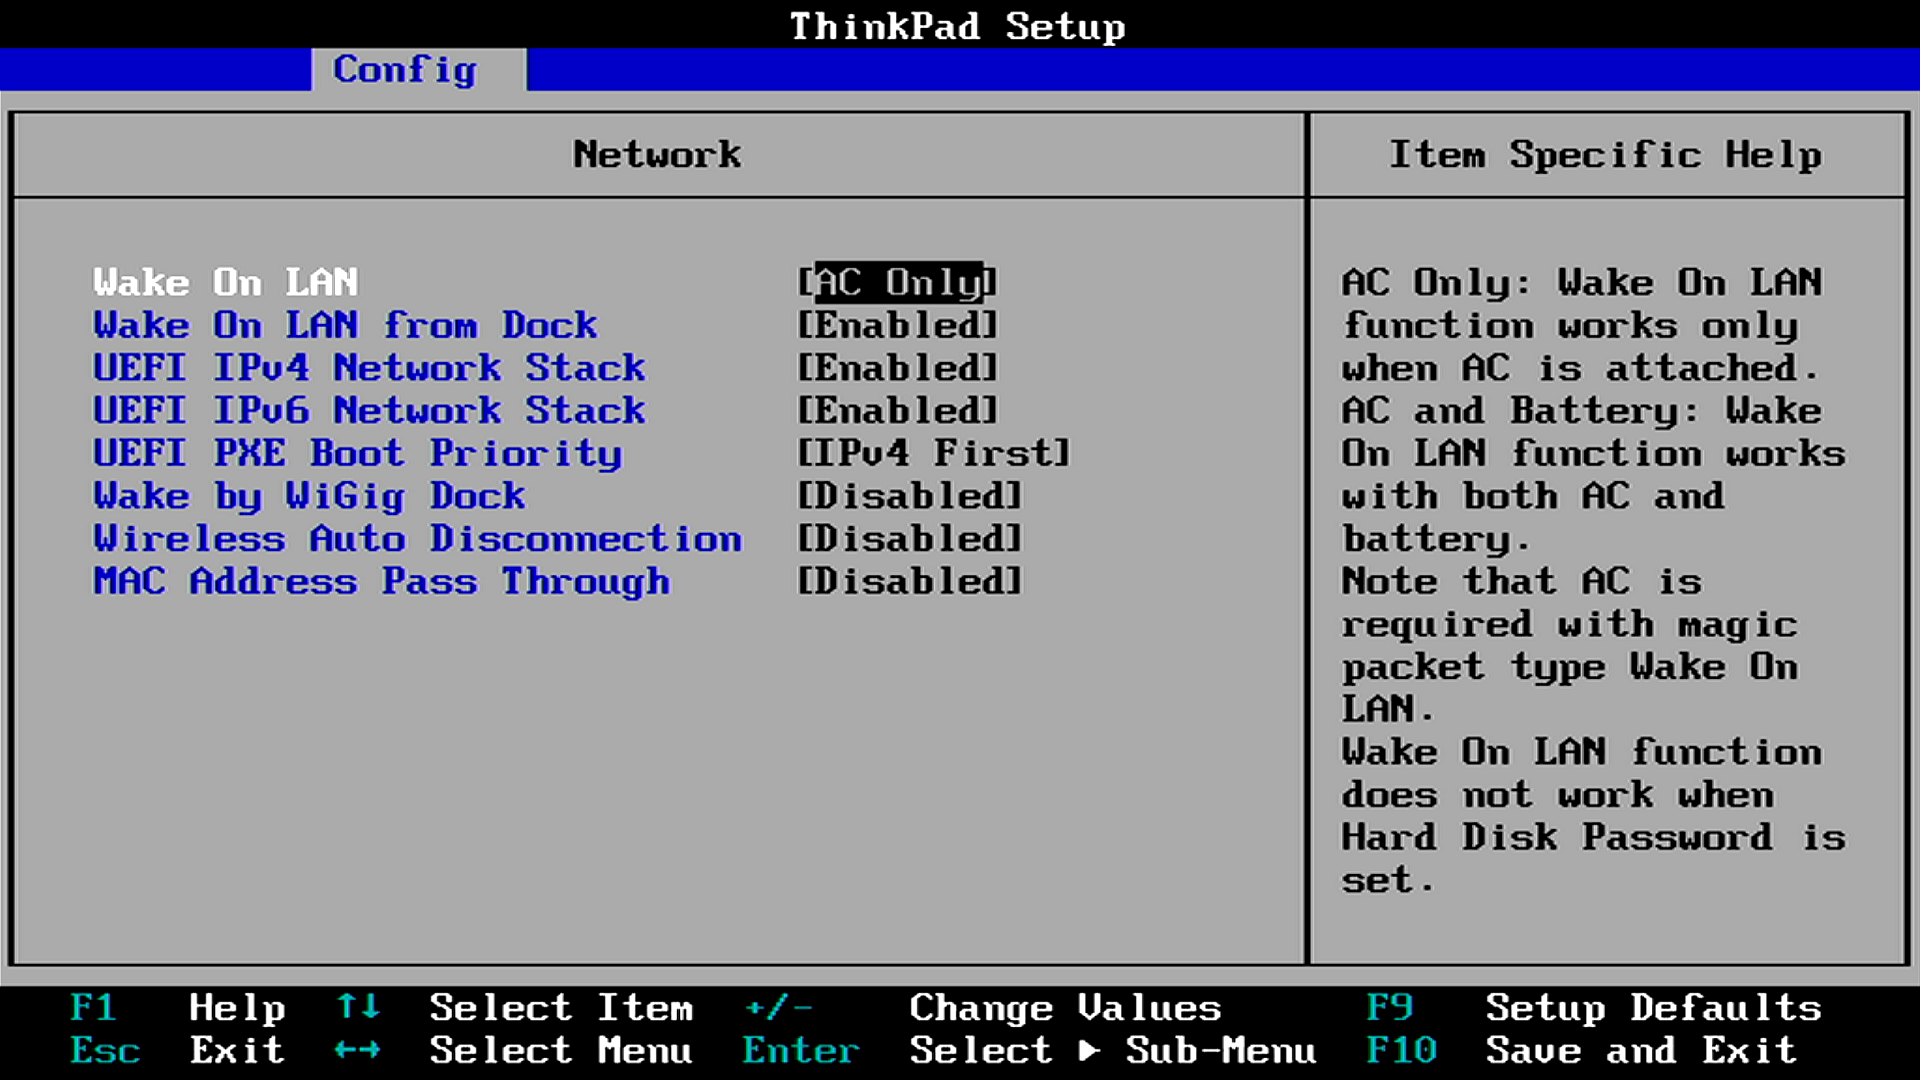 ThinkPad Setup
Config
Network
Item Specific Help
Wake On LAN [AC Only]
Wake On LAN from Dock [Enabled]
UEFI IPv4 Network Stack [Enabled]
UEFI IPv6 Network Stack [Enabled]
UEFI PXE Boot Priority [IPv4 First]
Wake by WiGig Dock [Disabled]
Wireless Auto Disconnection [Disabled]
MAC Address Pass Through [Disabled]
AC Only: Wake On LAN
function works only
when AC is attached.
AC and Battery: Wake
On LAN function works
with both AC and
battery.
Note that AC is
required with magic
packet type Wake On
LAN.
Wake On LAN function
does not work when
Hard Disk Password is
set.
F1 Help ↑↓ Select Item +/- Change Values F9 Setup Defaults
Esc Exit ←→ Select Menu Enter Select ▶ Sub-Menu F10 Save and Exit